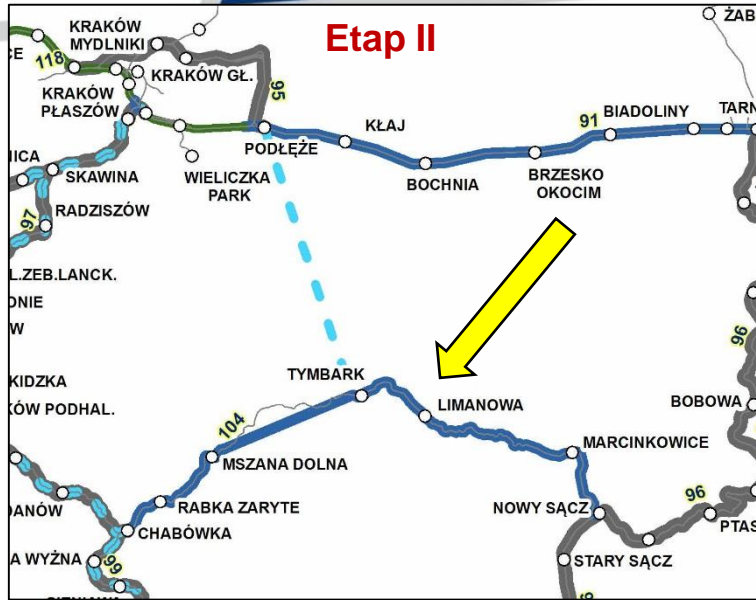 Etap II
KRAKÓW
MYDLNIKI
ŻAB
CE
118
KRAKÓW GŁ.
KRAKÓW
PŁASZÓW
95
KŁAJ
91
BIADOLINY
TARN
PODŁĘŻE
NICA
SKAWINA
WIELICZKA
PARK
BOCHNIA
BRZESKO
OKOCIM
97
RADZISZÓW
L.ZEB.LANCK.
ONIE
W
96
TYMBARK
KIDZKA
KÓW PODHAL.
LIMANOWA
BOBOWA
104
MARCINKOWICE
MSZANA DOLNA
96
DANÓW
RABKA ZARYTE
NOWY SĄCZ
PTAS
CHABÓWKA
A WYŻNA
99
STARY SĄCZ